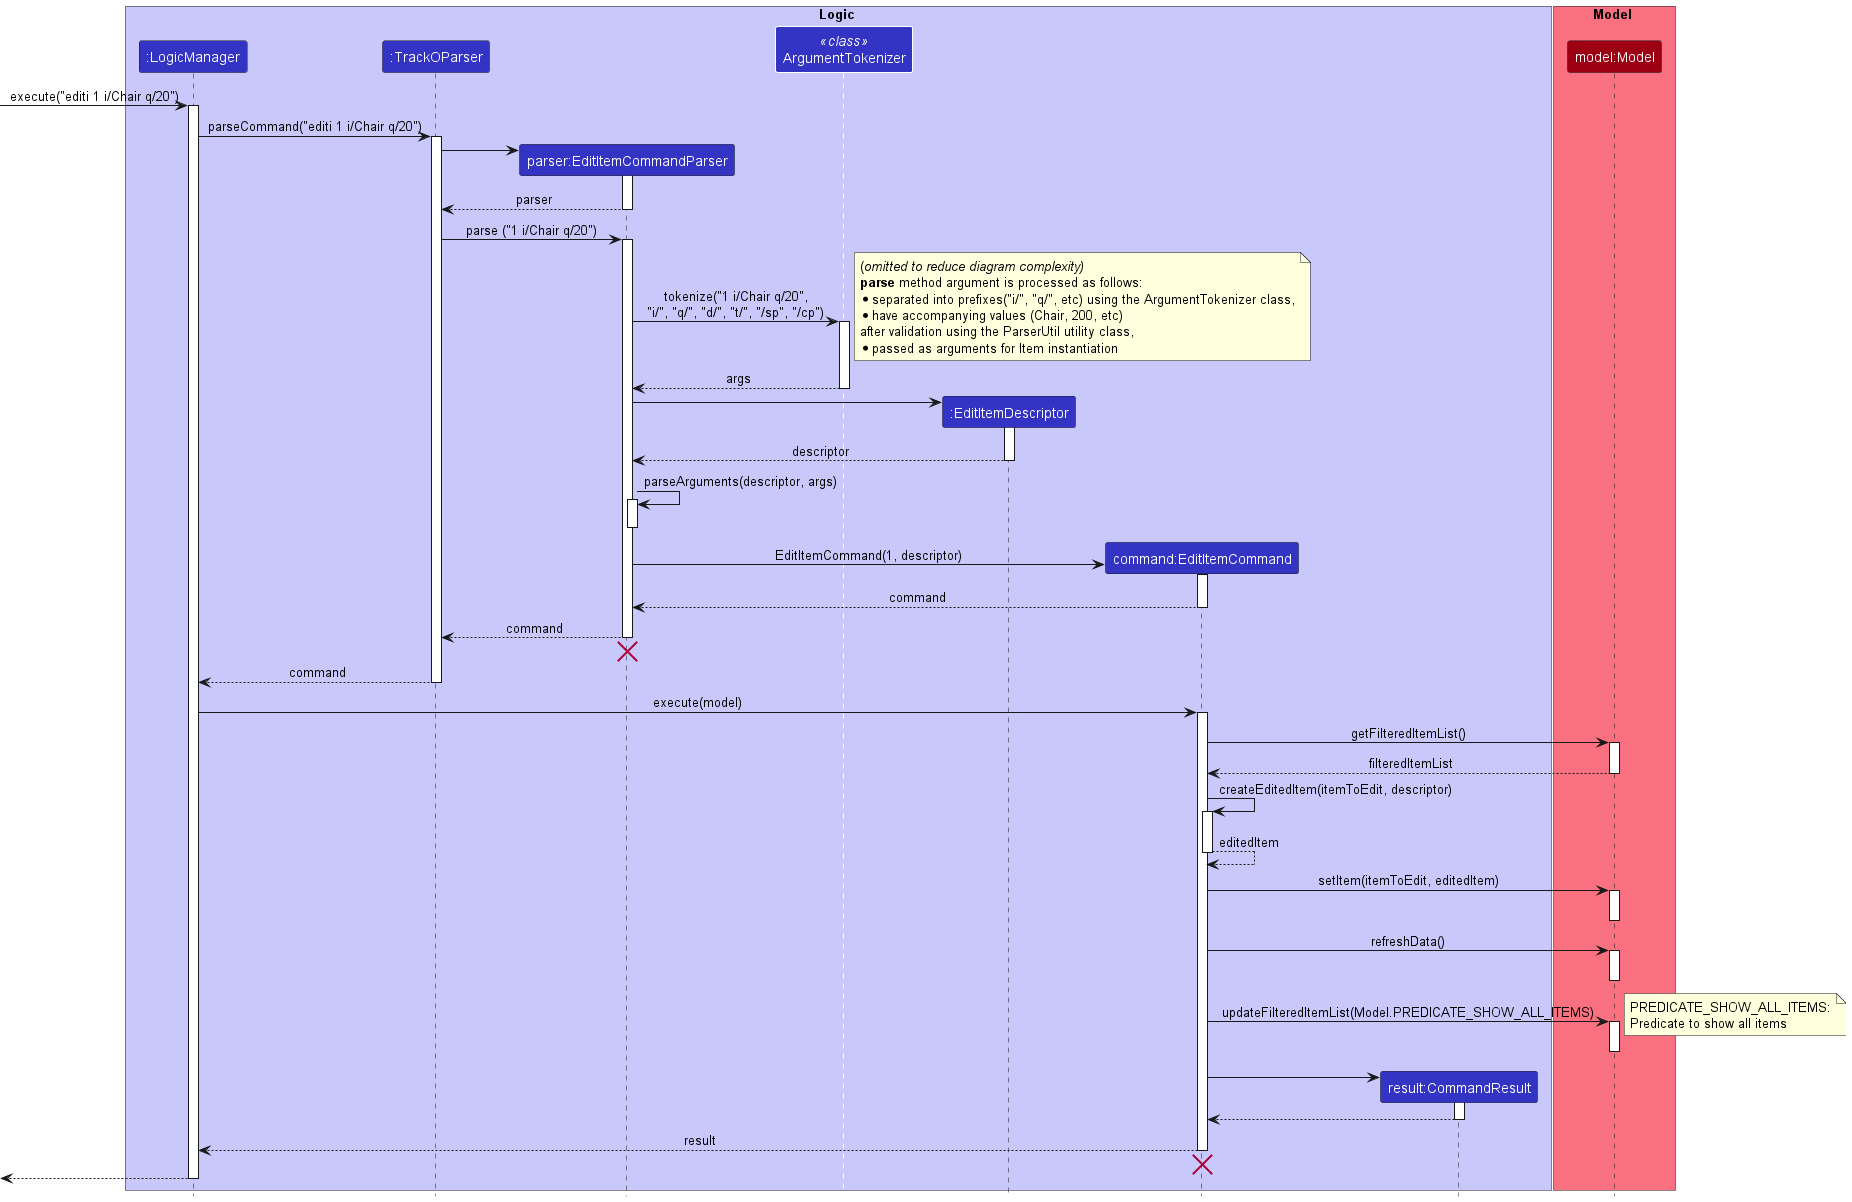 Logic
Model
«class»
:LogicManager
:TrackOParser
ArgumentTokenizer
model:Model
execute("editi 1 i/Chair q/20")
parseCommand("editi 1 i/Chair q/20")
parser:EditItemCommandParser
parser
parse ("1 i/Chair q/20")
(omitted to reduce diagram complexity)
parse method argument is processed as follows:
• separated into prefixes("i/", "q/", etc) using the ArgumentTokenizer class,
• have accompanying values (Chair, 200, etc)
after validation using the ParserUtil utility class,
• passed as arguments for Item instantiation
tokenize("1 i/Chair q/20",
"i/", "q/", "d/", "t/", "/sp", "/cp")
args
:EditItemDescriptor
descriptor
parseArguments(descriptor, args)
EditItemCommand(1, descriptor)
command:EditItemCommand
command
command
command
execute(model)
getFilteredItemList()
filteredItemList
createEditedItem(itemToEdit, descriptor)
editedItem
setItem(itemToEdit, editedItem)
refreshData()
PREDICATE_SHOW_ALL_ITEMS:
Predicate to show all items
updateFilteredItemList(Model.PREDICATE_SHOW_ALL_ITEMS)
result:CommandResult
result